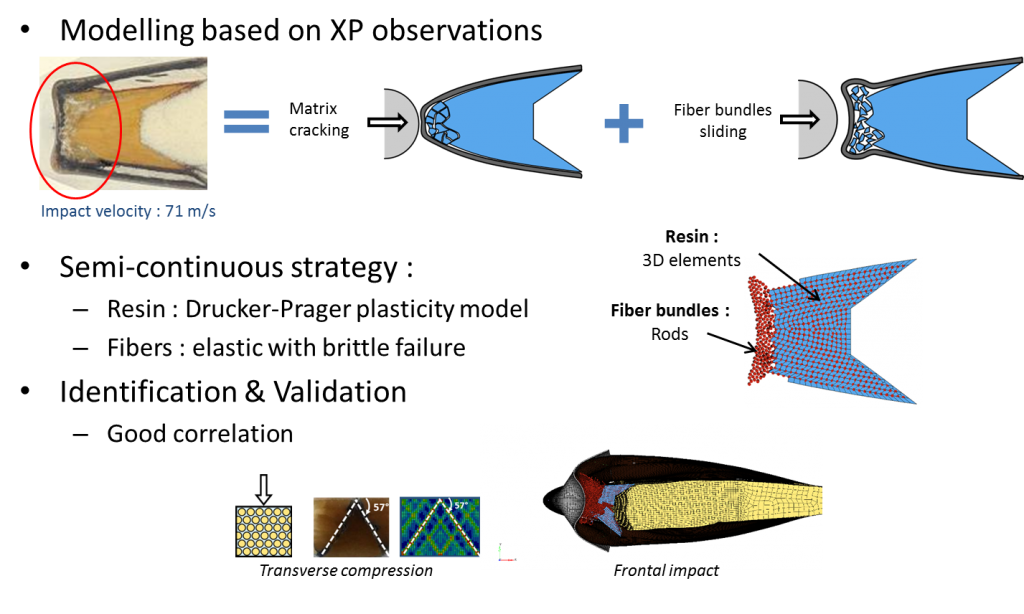 • Modelling based on XP observations
Matrix
cracking
Fiber bundles
sliding
Impact velocity : 71 m/s
• Semi-continuous strategy :
– Resin : Drucker-Prager plasticity model
– Fibers : elastic with brittle failure
Resin :
3D elements
Fiber bundles :
Rods
• Identification & Validation
– Good correlation
57°
57°
Transverse compression
Frontal impact